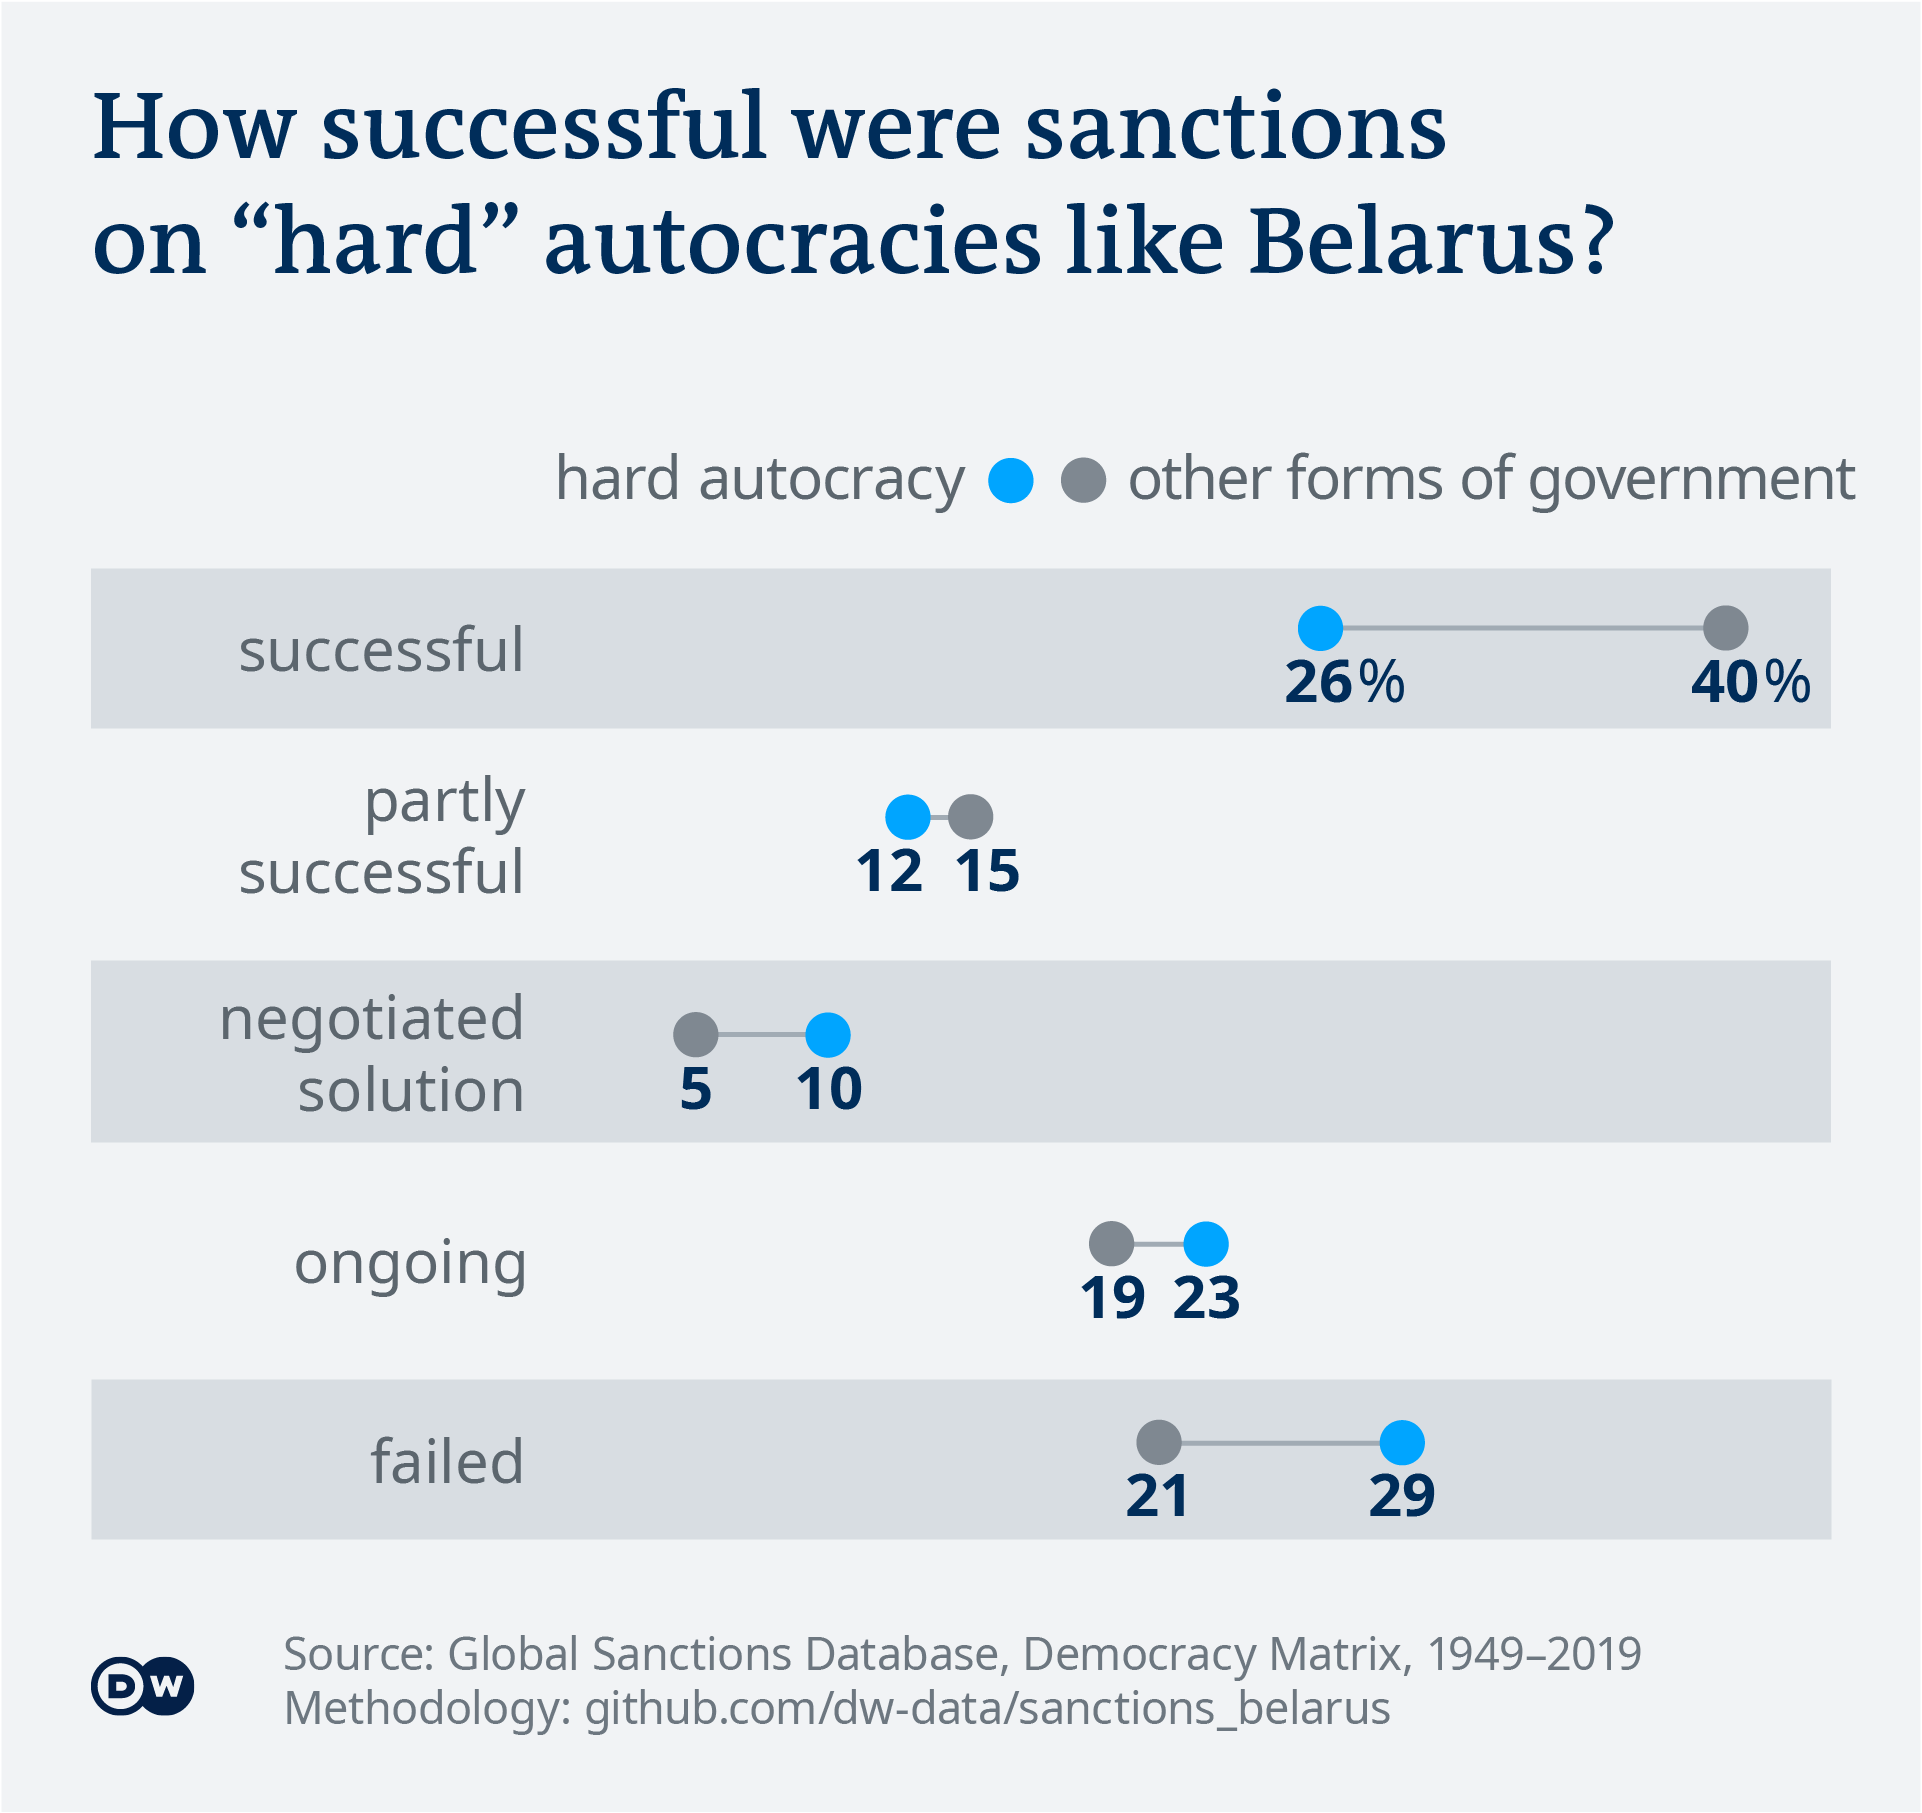 How successful were sanctions
on “hard” autocracies like Belarus?
hard autocracy other forms of government
successful
26% 40%
partly
successful
12 15
negotiated
solution
5 10
ongoing
19 23
failed
21 29
DW
Source: Global Sanctions Database, Democracy Matrix, 1949–2019
Methodology: github.com/dw-data/sanctions_belarus